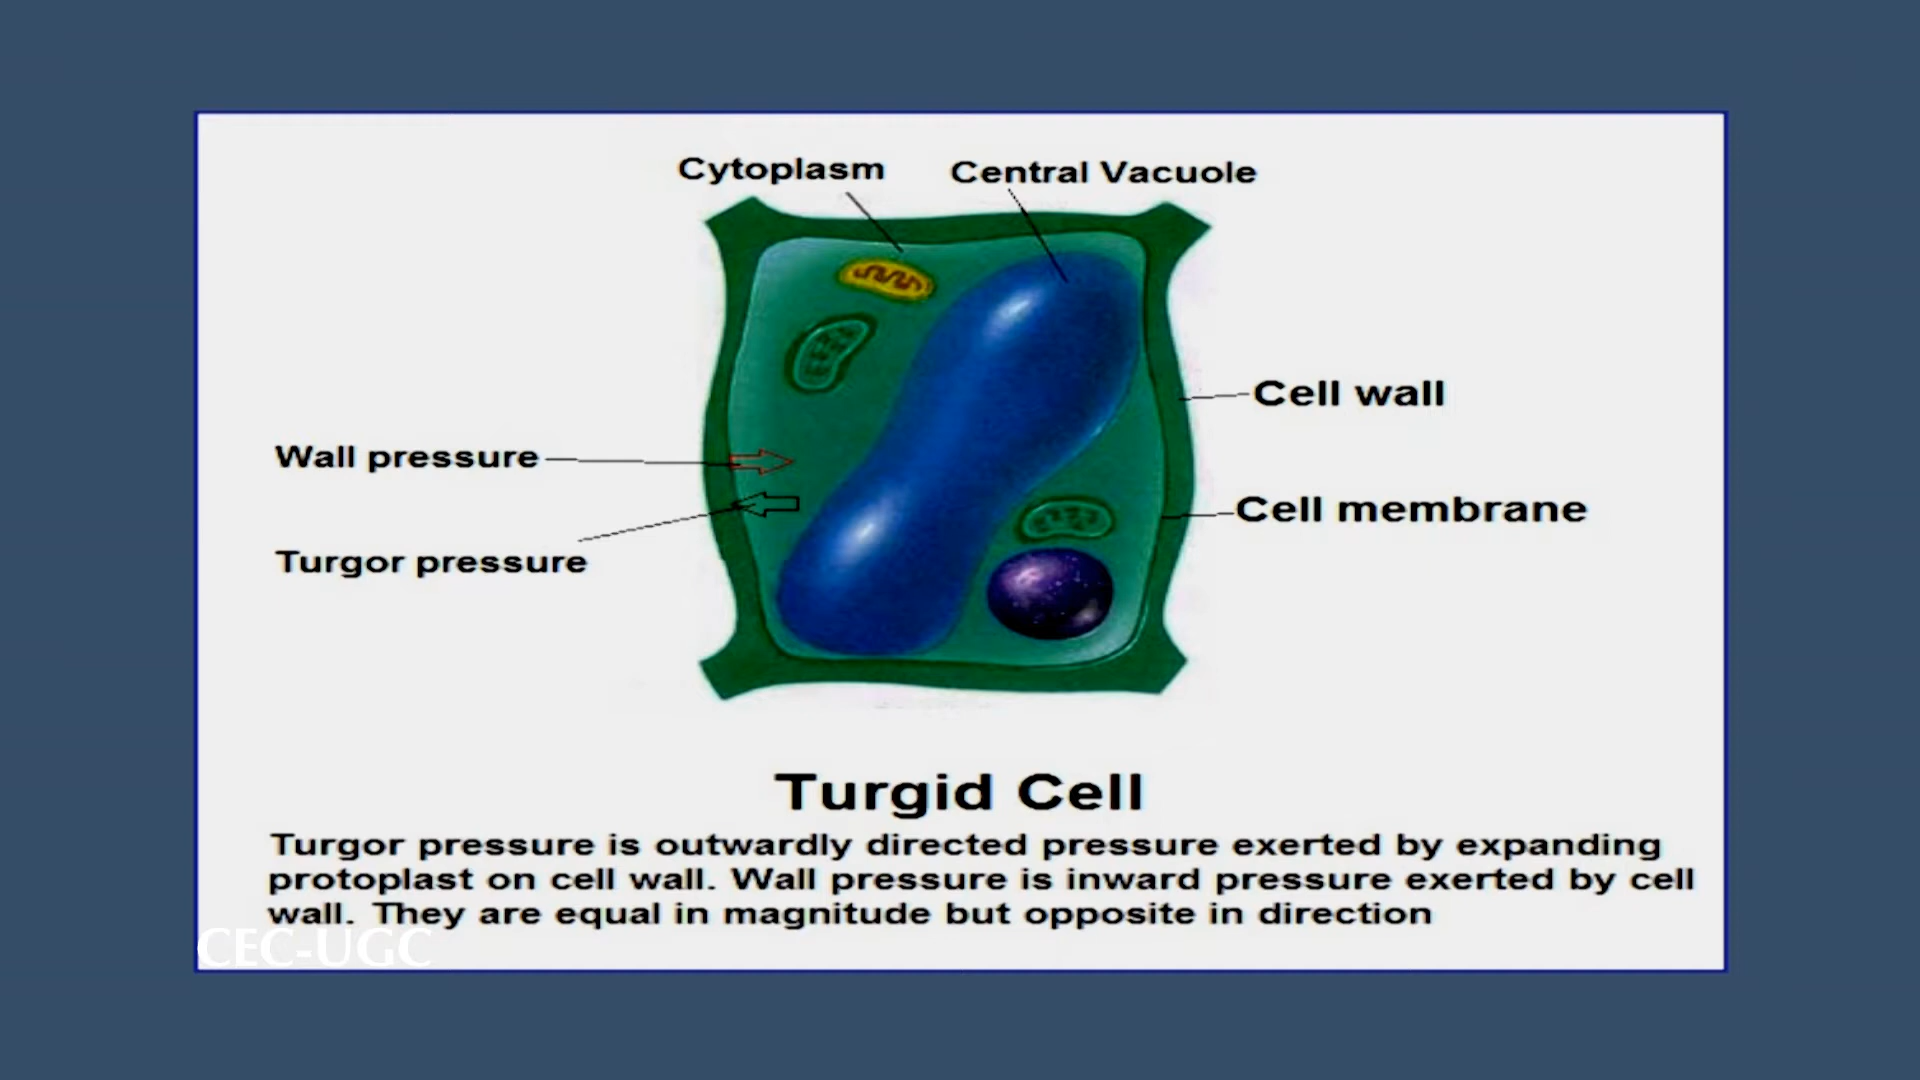 Cytoplasm
Central Vacuole
Cell wall
Wall pressure
Cell membrane
Turgor pressure
Turgid Cell
Turgor pressure is outwardly directed pressure exerted by expanding
protoplast on cell wall. Wall pressure is inward pressure exerted by cell
wall. They are equal in magnitude but opposite in direction
CEC-UGC